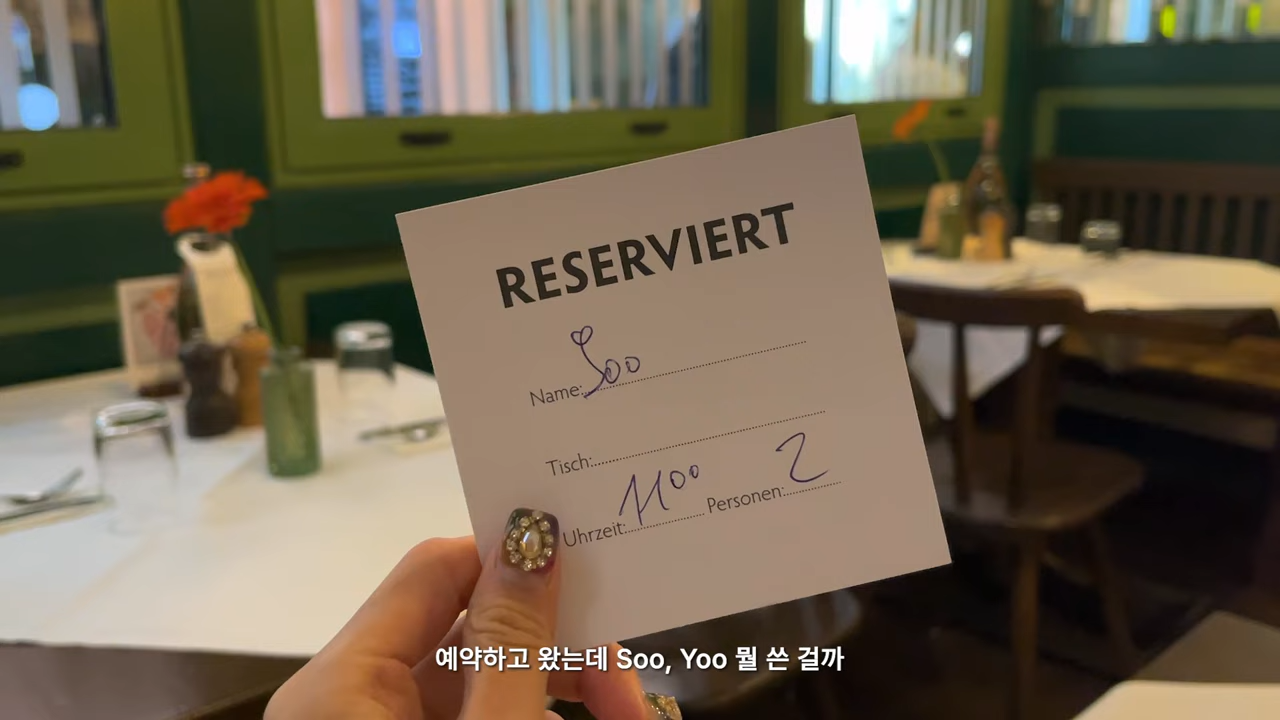 RESERVIERT
Name: Soo
Tisch:
Uhrzeit: 11⁰⁰ Personen: 2
예약하고 왔는데 Soo, Yoo 뭘 쓴 걸까